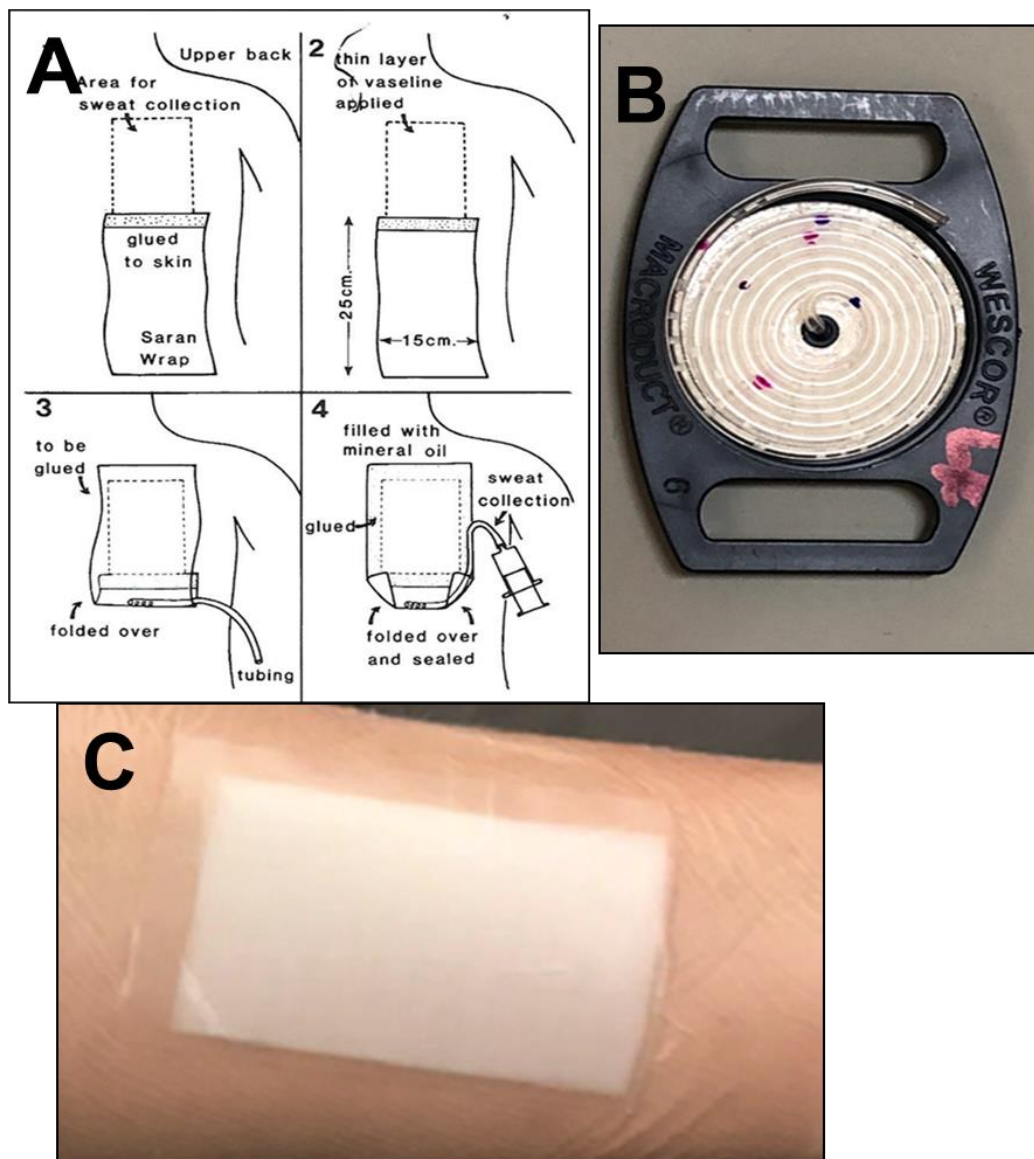 A
Upper back
Area for
sweat collection
glued
to skin
Saran
Wrap
2
thin layer
of vaseline
applied
25cm.
15cm.
3
to be
glued
folded over
tubing
4
filled with
mineral oil
sweat
collection
glued
folded over
and sealed
B
MACRODUCT®
WESCOR®
6
C